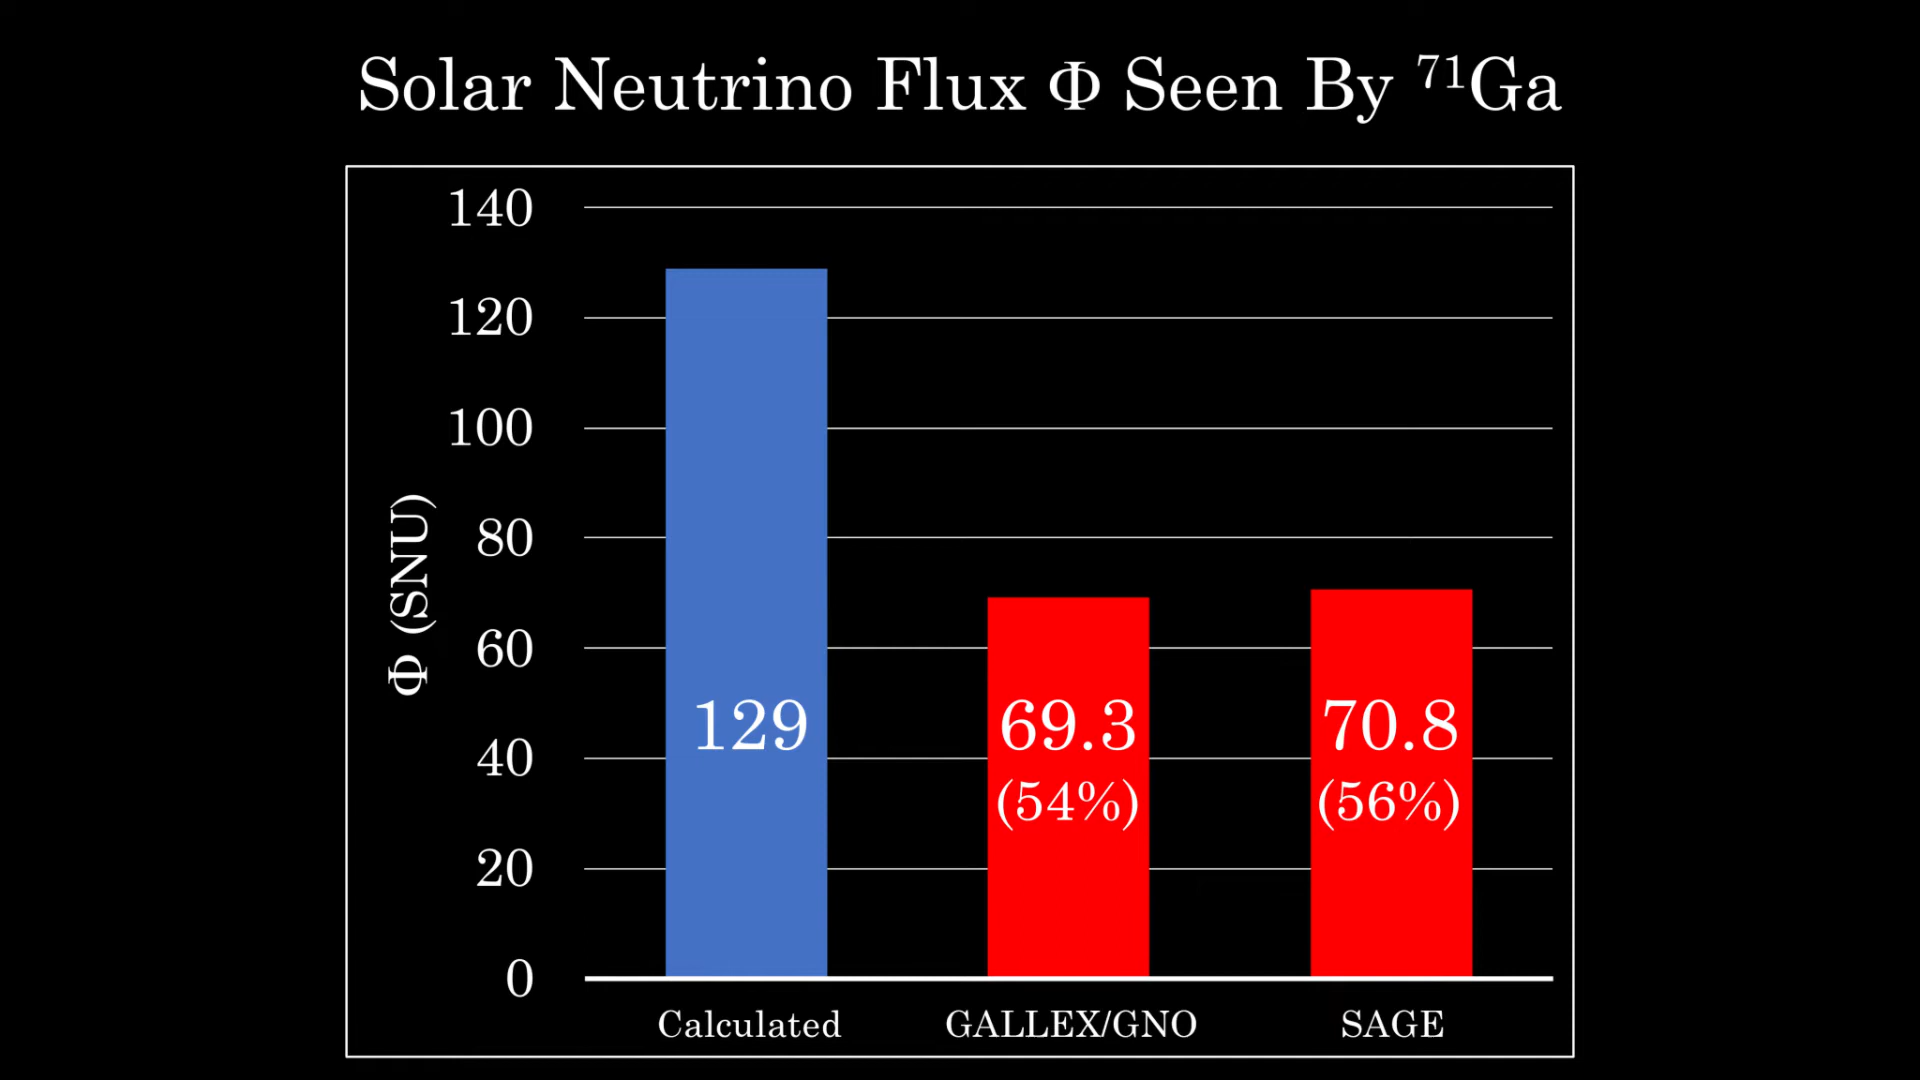 Solar Neutrino Flux Φ Seen By ⁷¹Ga
140
120
100
80
60
40
20
0
Φ (SNU)
129
69.3
(54%)
70.8
(56%)
Calculated
GALLEX/GNO
SAGE